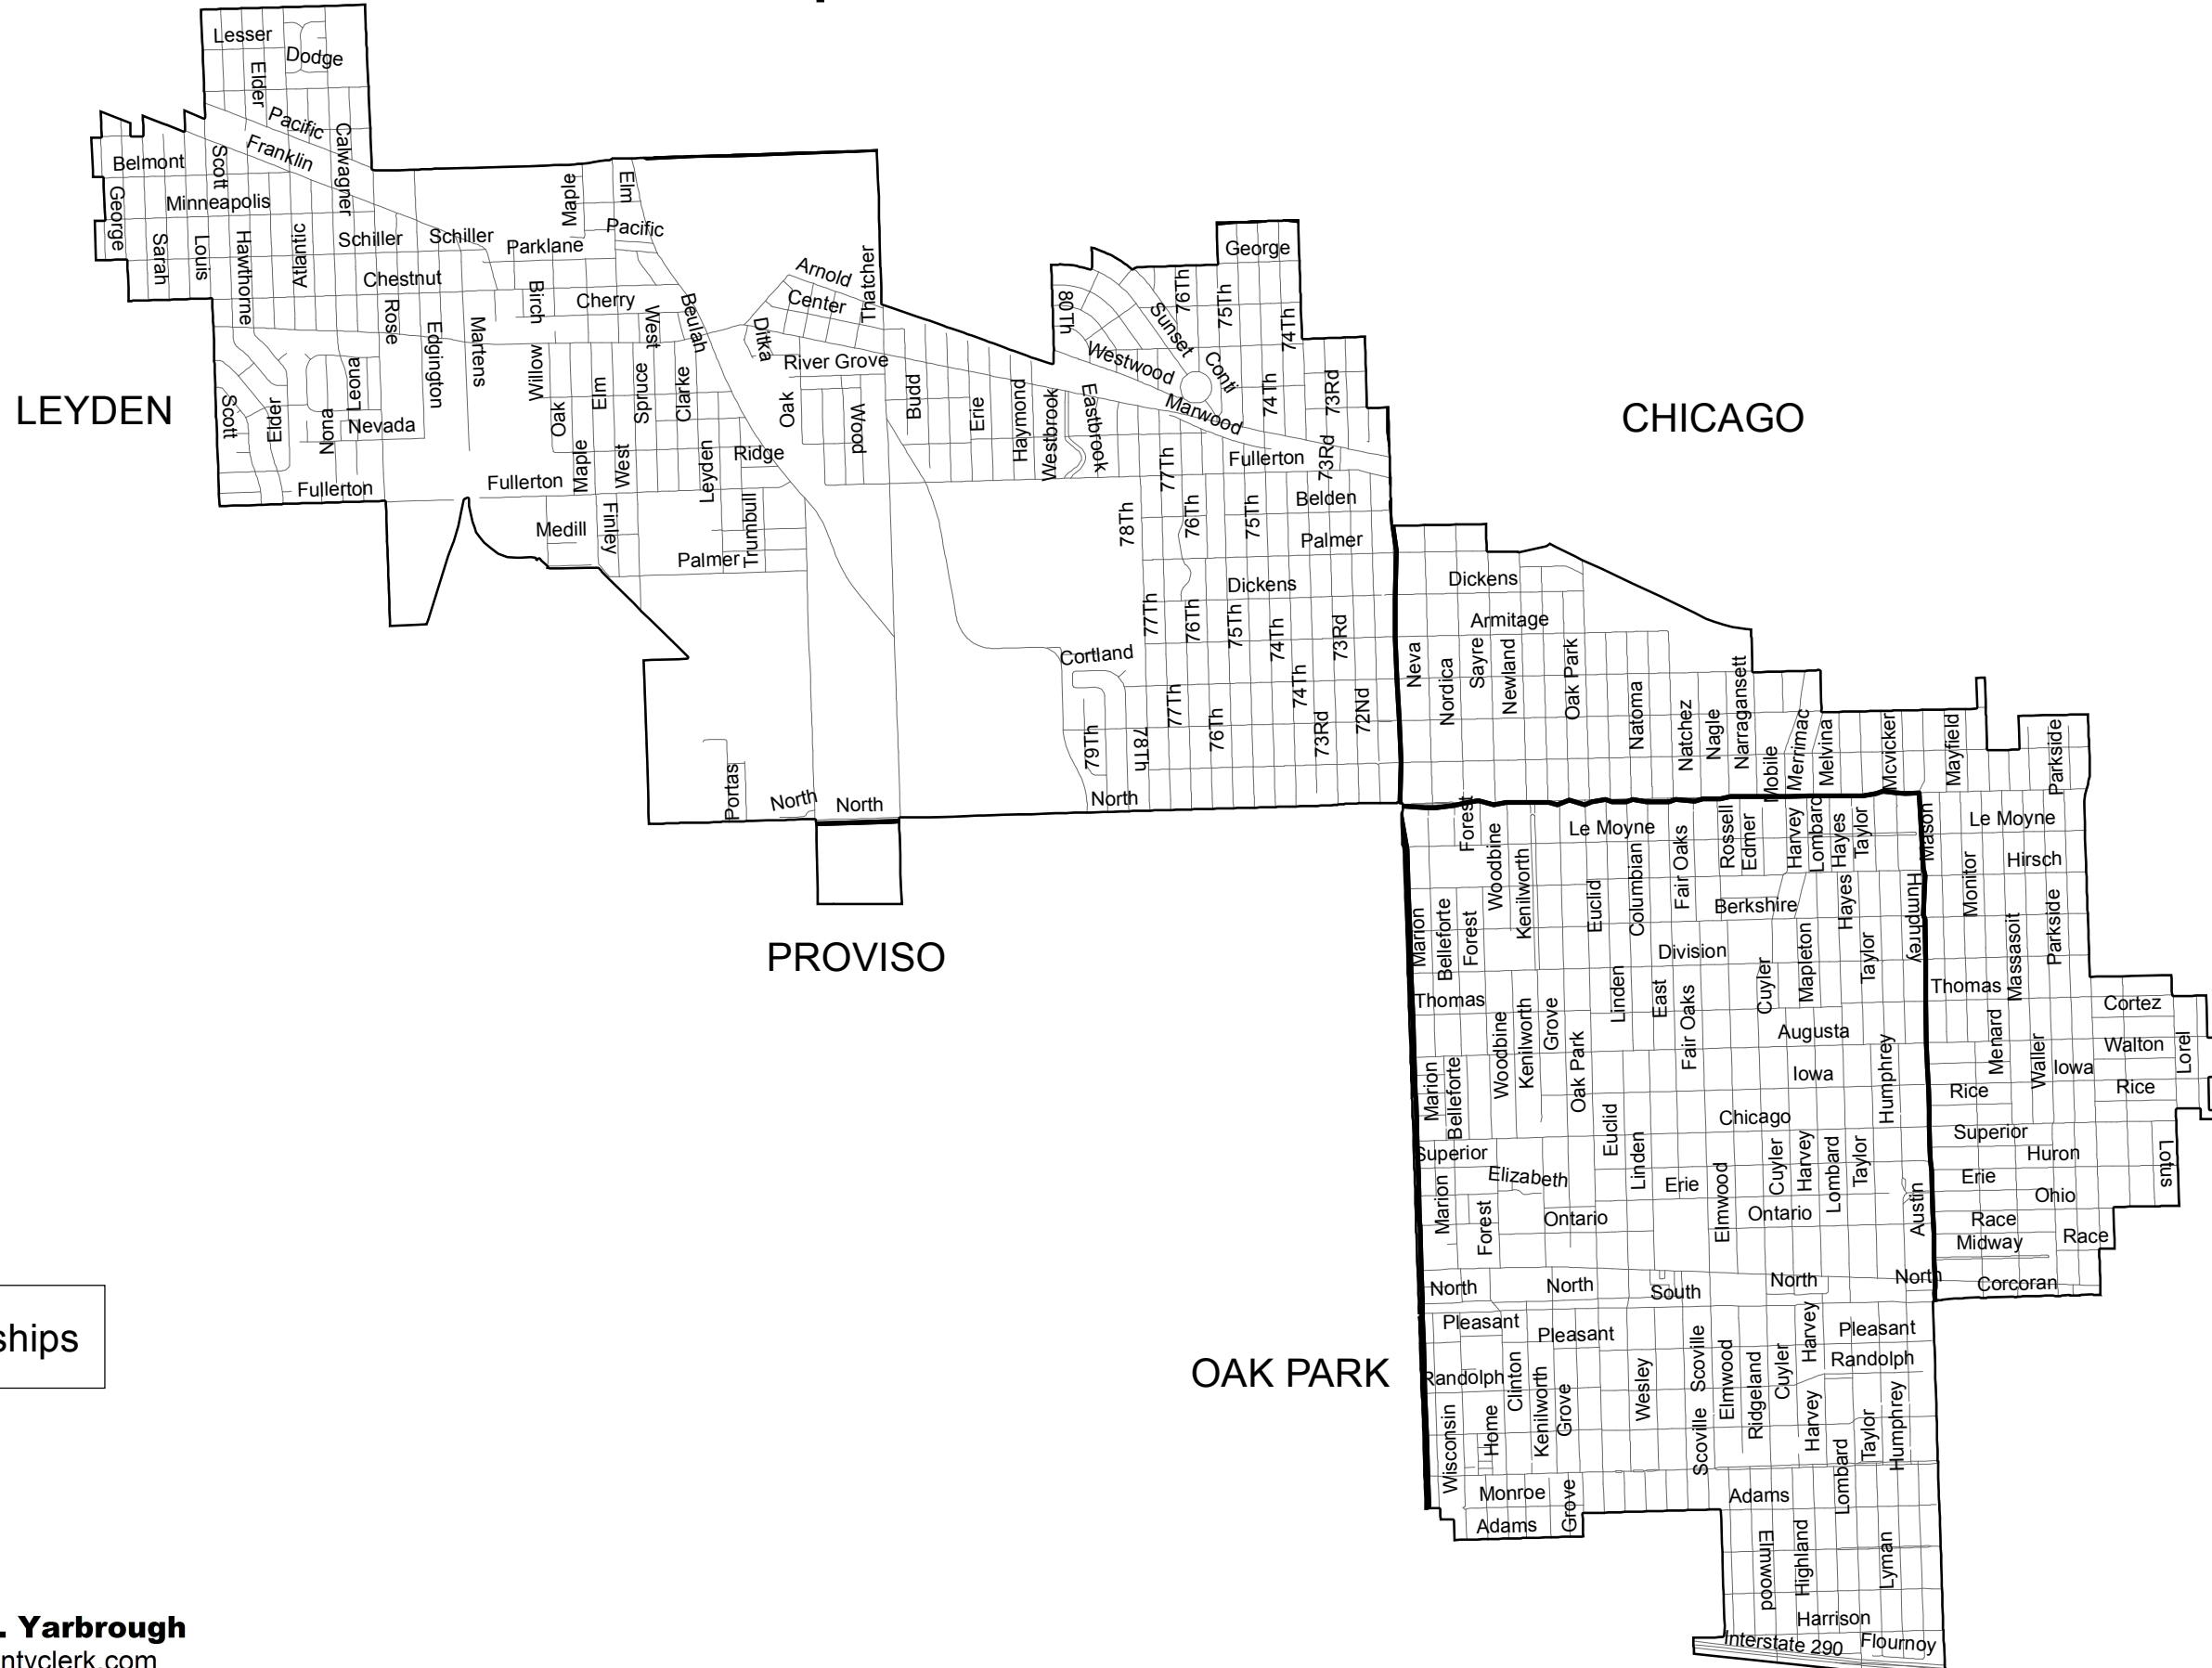 Lesser
Dodge
Elder
Pacific
Franklin
Calwagner
Belmont
Scott
George
Minneapolis
Maple
Elm
Pacific
Sarah
Louis
Hawthorne
Atlantic
Schiller
Schiller
Parklane
Chestnut
Birch
Cherry
Rose
Edgington
Martens
West
Beulah
Arnold
Center
Thatcher
Ditka
River Grove
80Th
76Th
75Th
George
74Th
Sunset
Conti
Westwood
Marwood
74Th
73Rd
LEYDEN
Scott
Elder
Nona
Leona
Nevada
Willow
Oak
Elm
Spruce
Clarke
Maple
West
Leyden
Ridge
Oak
Wood
Budd
Erie
Haymond
Westbrook
Eastbrook
CHICAGO
Fullerton
Fullerton
77Th
Fullerton
73Rd
Medill
Finley
Trumbull
Palmer
78Th
76Th
75Th
Belden
Palmer
Dickens
Dickens
77Th
76Th
75Th
74Th
73Rd
Armitage
Cortland
Neva
Nordica
Sayre
Newland
Oak Park
Natoma
Natchez
Nagle
Narragansett
Mobile
Merrimac
Melvina
Mcvicker
Mayfield
Parkside
77Th
76Th
74Th
73Rd
72Nd
79Th
78Th
Portas
North
North
North
Forest
Woodbine
Kenilworth
Le Moyne
Columbian
Fair Oaks
Rossell
Edmer
Harvey
Lombard
Hayes
Taylor
Mason
Le Moyne
Hirsch
Monitor
Massasoit
Parkside
PROVISO
Marion
Belleforte
Forest
Euclid
Berkshire
Hayes
Humphrey
Division
Cuyler
Mapleton
Taylor
Thomas
Linden
East
Fair Oaks
Thomas
Cortez
Woodbine
Kenilworth
Grove
Oak Park
Augusta
Menard
Waller
Walton
Lorel
Iowa
Iowa
Marion
Belleforte
Humphrey
Rice
Rice
Euclid
Chicago
Superior
Superior
Linden
Cuyler
Harvey
Lombard
Taylor
Huron
Lotus
Elizabeth
Erie
Erie
Marion
Forest
Ontario
Elmwood
Ontario
Austin
Ohio
Race
Race
Midway
North
North
South
North
North
Corcoran
ships
OAK PARK
Pleasant
Pleasant
Harvey
Pleasant
Randolph
Clinton
Kenilworth
Grove
Wesley
Scoville
Elmwood
Ridgeland
Cuyler
Randolph
Wisconsin
Home
Scoville
Harvey
Lombard
Taylor
Humphrey
Monroe
Grove
Adams
Adams
Elmwood
Highland
Lyman
Harrison
Interstate 290
Flournoy
. Yarbrough
ntyclerk.com